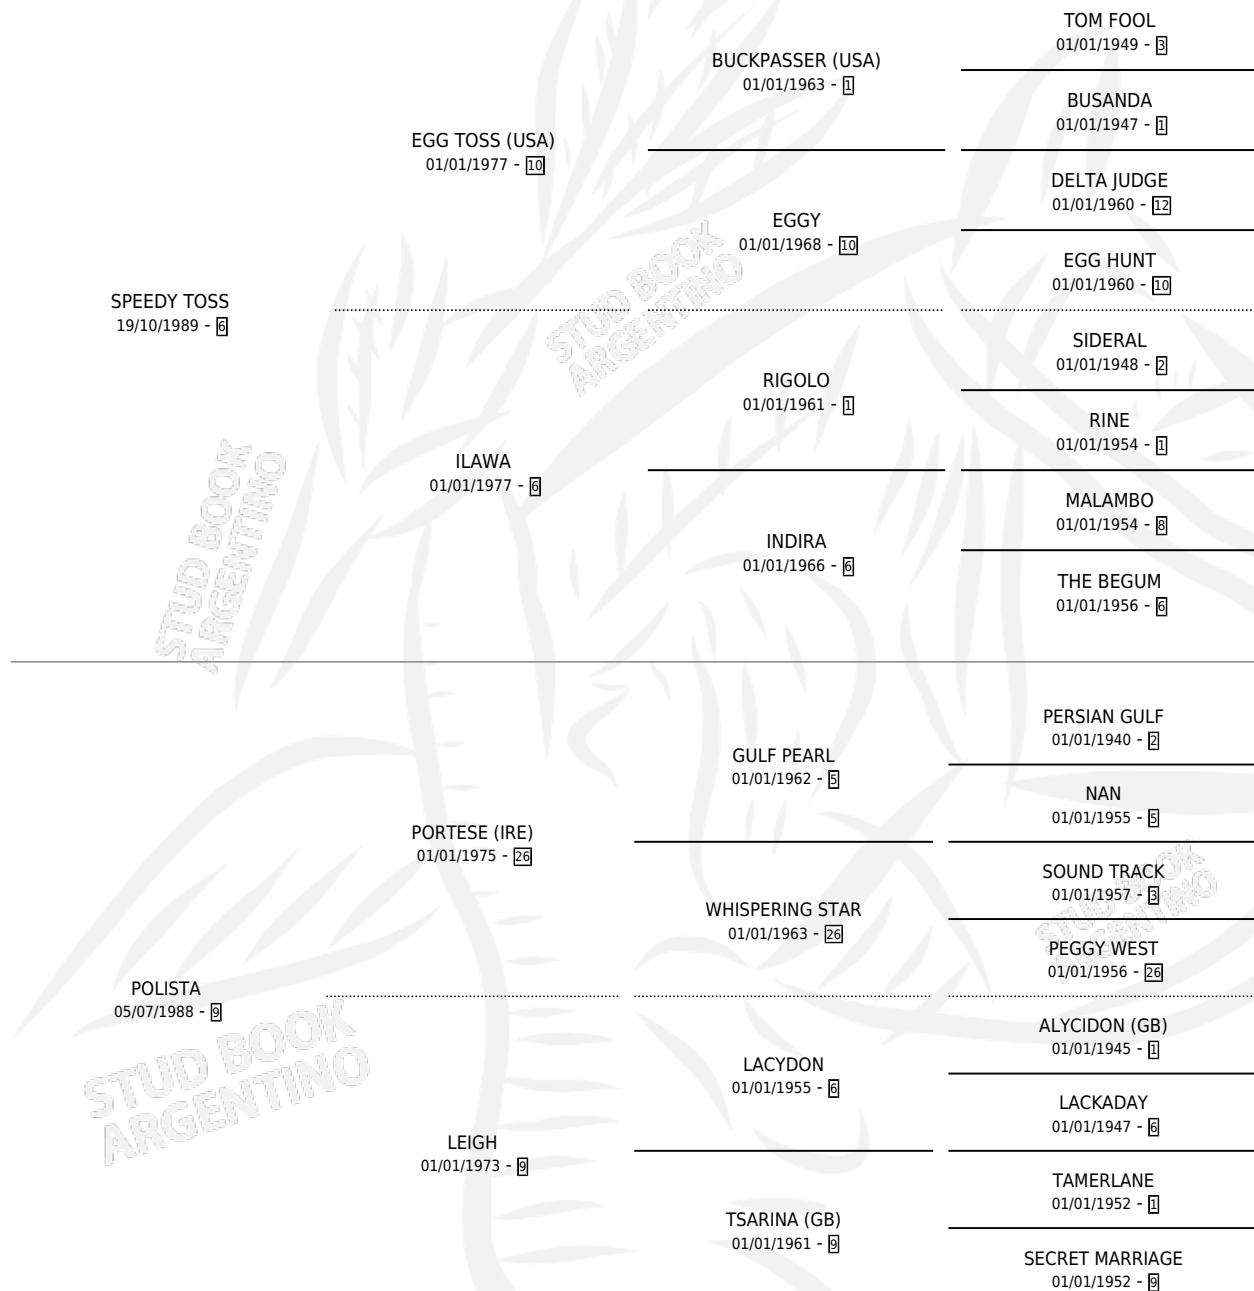 TOM FOOL
01/01/1949 - 3
BUCKPASSER (USA)
01/01/1963 - 1
BUSANDA
01/01/1947 - 1
EGG TOSS (USA)
01/01/1977 - 10
DELTA JUDGE
01/01/1960 - 12
EGGY
01/01/1968 - 10
EGG HUNT
01/01/1960 - 10
SPEEDY TOSS
19/10/1989 - 6
SIDERAL
01/01/1948 - 2
RIGOLO
01/01/1961 - 1
RINE
01/01/1954 - 1
ILAWA
01/01/1977 - 6
MALAMBO
01/01/1954 - 8
INDIRA
01/01/1966 - 6
THE BEGUM
01/01/1956 - 6
PERSIAN GULF
01/01/1940 - 2
GULF PEARL
01/01/1962 - 5
NAN
01/01/1955 - 5
PORTESE (IRE)
01/01/1975 - 26
SOUND TRACK
01/01/1957 - 3
WHISPERING STAR
01/01/1963 - 26
PEGGY WEST
01/01/1956 - 26
POLISTA
05/07/1988 - 9
ALYCIDON (GB)
01/01/1945 - 1
LACYDON
01/01/1955 - 6
LACKADAY
01/01/1947 - 6
LEIGH
01/01/1973 - 9
TAMERLANE
01/01/1952 - 1
TSARINA (GB)
01/01/1961 - 9
SECRET MARRIAGE
01/01/1952 - 9
STUD BOOK
ARGENTINO
STUD BOOK
ARGENTINO
STUD BOOK
ARGENTINO
STUD BOOK
ARGENTINO